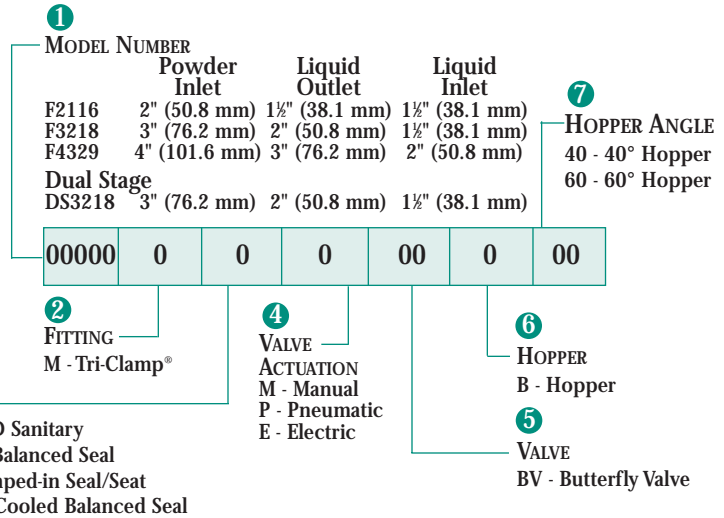 1
MODEL NUMBER
Powder Liquid Liquid
Inlet Outlet Inlet
F2116 2" (50.8 mm) 1½" (38.1 mm) 1½" (38.1 mm)
F3218 3" (76.2 mm) 2" (50.8 mm) 1½" (38.1 mm)
F4329 4" (101.6 mm) 3" (76.2 mm) 2" (50.8 mm)
Dual Stage
DS3218 3" (76.2 mm) 2" (50.8 mm) 1½" (38.1 mm)
7
HOPPER ANGLE
40 - 40° Hopper
60 - 60° Hopper
00000 0 0 0 00 0 00
2
FITTING
M - Tri-Clamp®
Sanitary
Balanced Seal
ped-in Seal/Seat
Cooled Balanced Seal
4
VALVE
ACTUATION
M - Manual
P - Pneumatic
E - Electric
5
VALVE
BV - Butterfly Valve
6
HOPPER
B - Hopper